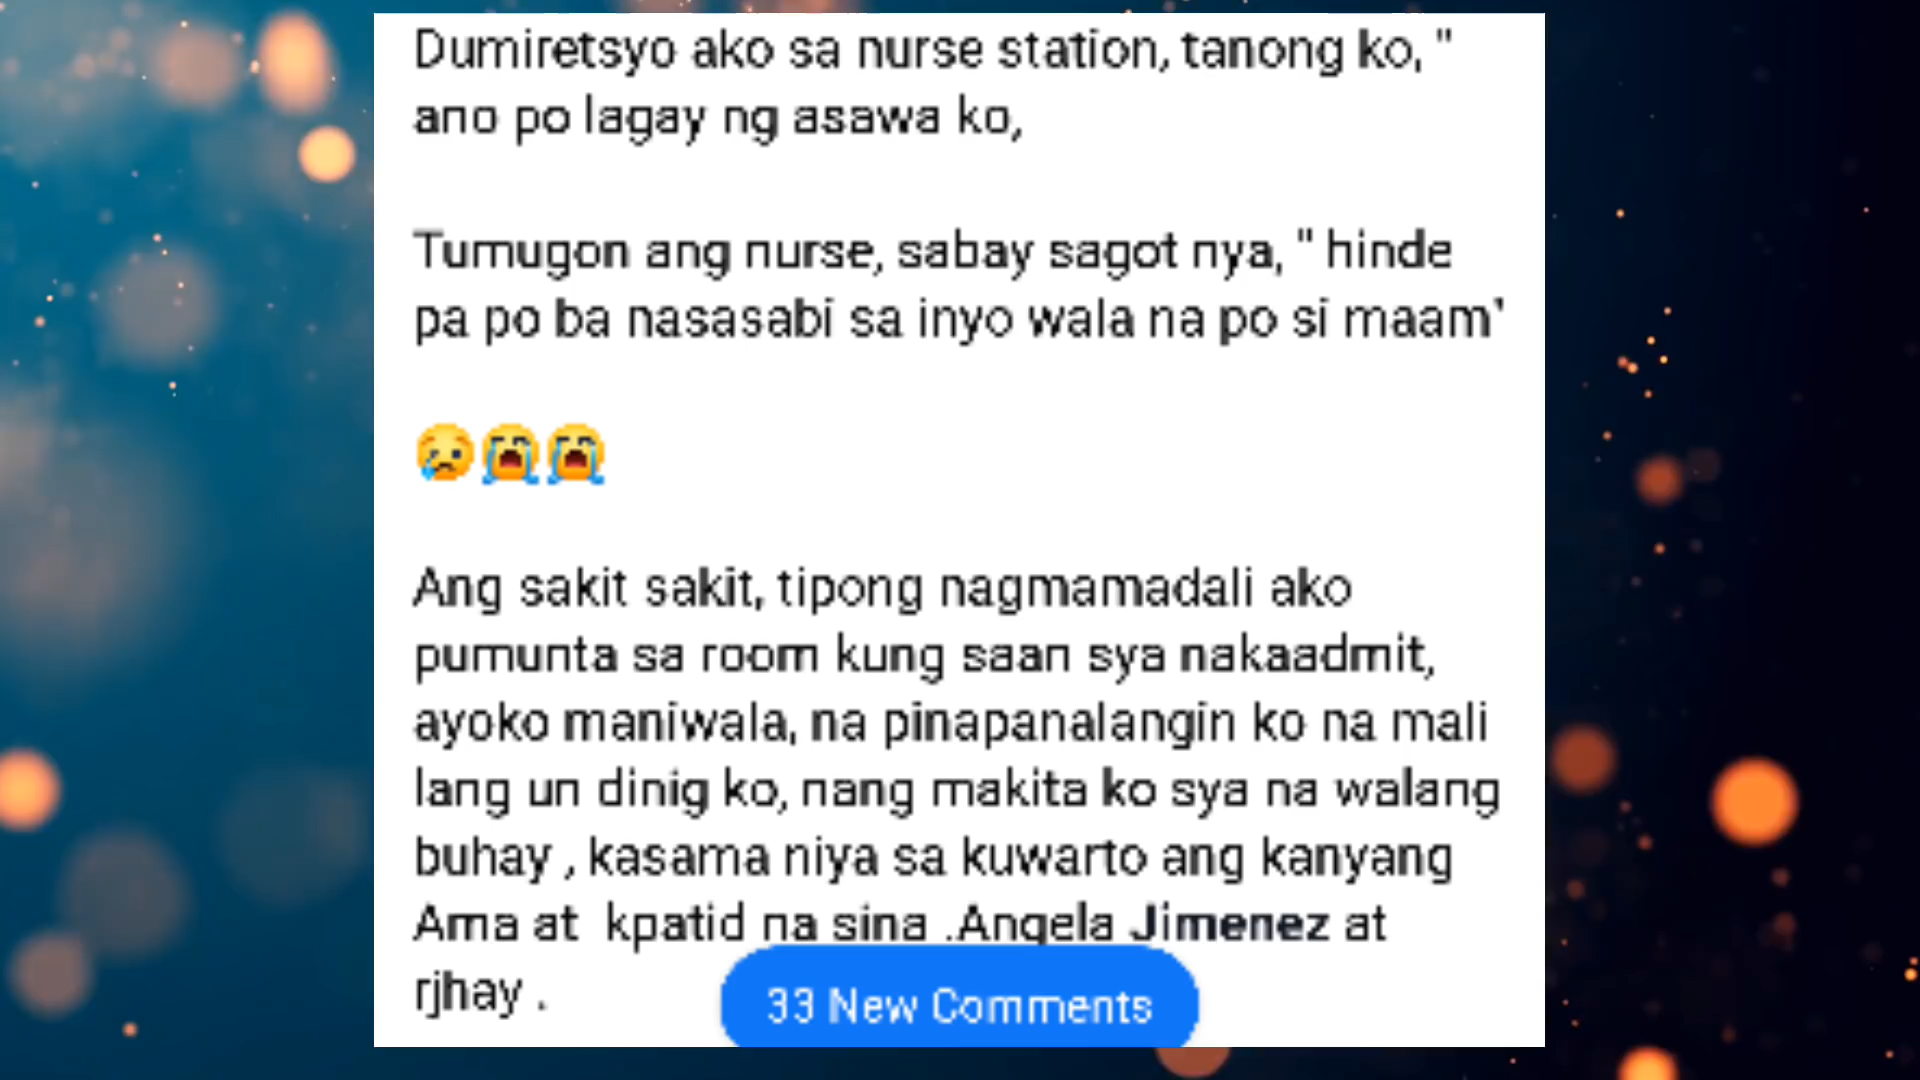 Dumiretsyo ako sa nurse station, tanong ko, "
ano po lagay ng asawa ko,
Tumugon ang nurse, sabay sagot nya, " hinde
pa po ba nasasabi sa inyo wala na po si maam'
😢😭😭
Ang sakit sakit, tipong nagmamadali ako
pumunta sa room kung saan sya nakaadmit,
ayoko maniwala, na pinapanalangin ko na mali
lang un dinig ko, nang makita ko sya na walang
buhay , kasama niya sa kuwarto ang kanyang
Ama at  kpatid na sina .Angela Jimenez at
rjhay .
33 New Comments